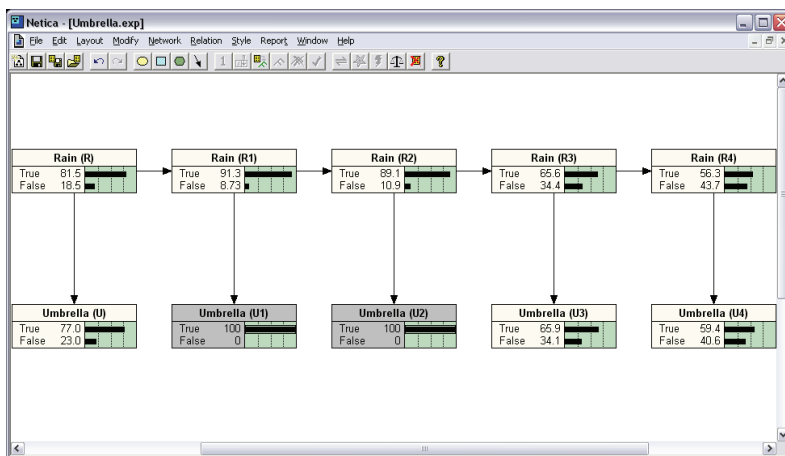 Netica - [Umbrella.exp]
File Edit Layout Modify Network Relation Style Report Window Help
Rain (R)
True 81.5
False 18.5
Rain (R1)
True 91.3
False 8.73
Rain (R2)
True 89.1
False 10.9
Rain (R3)
True 65.6
False 34.4
Rain (R4)
True 56.3
False 43.7
Umbrella (U)
True 77.0
False 23.0
Umbrella (U1)
True 100
False 0
Umbrella (U2)
True 100
False 0
Umbrella (U3)
True 65.9
False 34.1
Umbrella (U4)
True 59.4
False 40.6